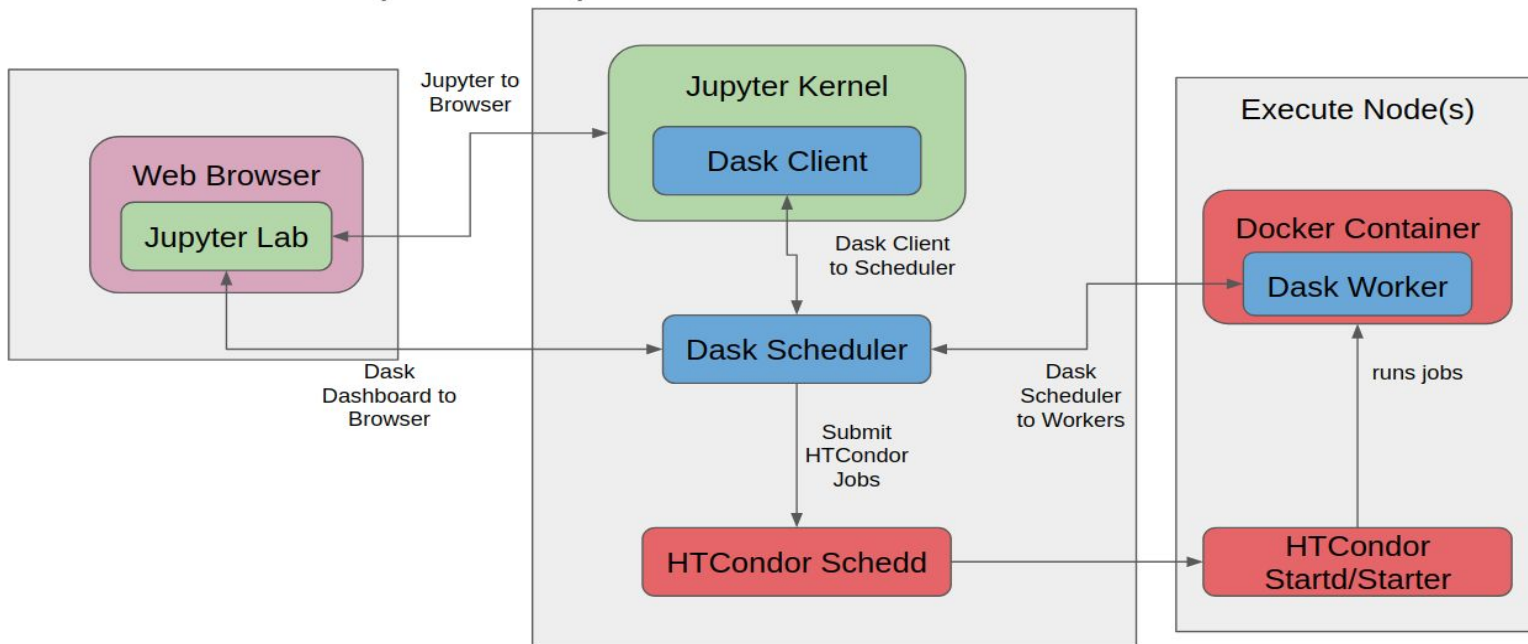 Jupyter to
Browser
Jupyter Kernel
Dask Client
Execute Node(s)
Web Browser
Jupyter Lab
Dask Client
to Scheduler
Docker Container
Dask Worker
Dask Scheduler
Dask
Dashboard to
Browser
Dask
Scheduler
to Workers
runs jobs
Submit
HTCondor
Jobs
HTCondor Schedd
HTCondor
Startd/Starter